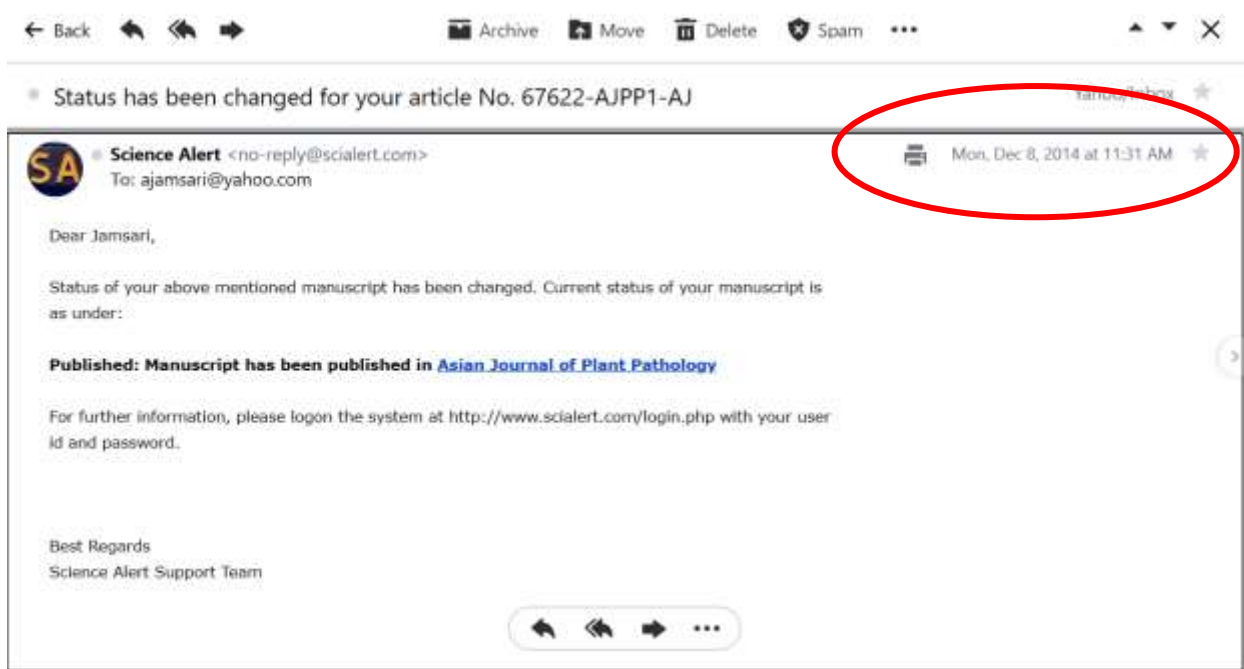 Back Archive Move Delete Spam
Status has been changed for your article No. 67622-AJPP1-AJ Yahoo/Inbox
SA
Science Alert <no-reply@scialert.com> Mon, Dec 8, 2014 at 11:31 AM
To: ajamsari@yahoo.com
Dear Jamsari,
Status of your above mentioned manuscript has been changed. Current status of your manuscript is
as under:
Published: Manuscript has been published in Asian Journal of Plant Pathology
For further information, please logon the system at http://www.scialert.com/login.php with your user
id and password.
Best Regards
Science Alert Support Team